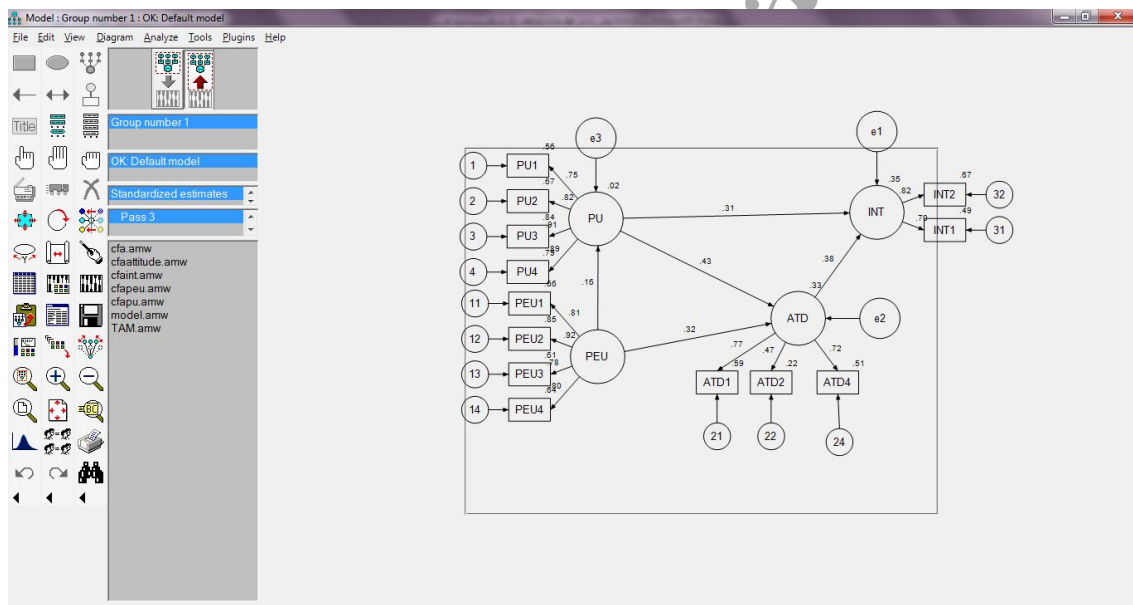 Model : Group number 1 : OK: Default model
File Edit View Diagram Analyze Tools Plugins Help
Title
Group number 1
OK: Default model
Standardized estimates
Pass 3
cfa.amw
cfaattitude.amw
cfaint.amw
cfapeu.amw
cfapu.amw
model.amw
TAM.amw
e3
e1
.56
1
PU1
.75
.02
.35
.67
.67
.82
INT2
32
2
PU2
.82
PU
.31
INT
.49
.84
INT1
31
3
PU3
.91
.79
.89
4
PU4
.43
.38
.66
.16
.33
11
PEU1
.81
.85
ATD
e2
12
PEU2
.92
.32
.61
PEU
.78
.77
.47
.72
13
PEU3
.59
.22
.51
.64
.80
ATD1
ATD2
ATD4
14
PEU4
21
22
24